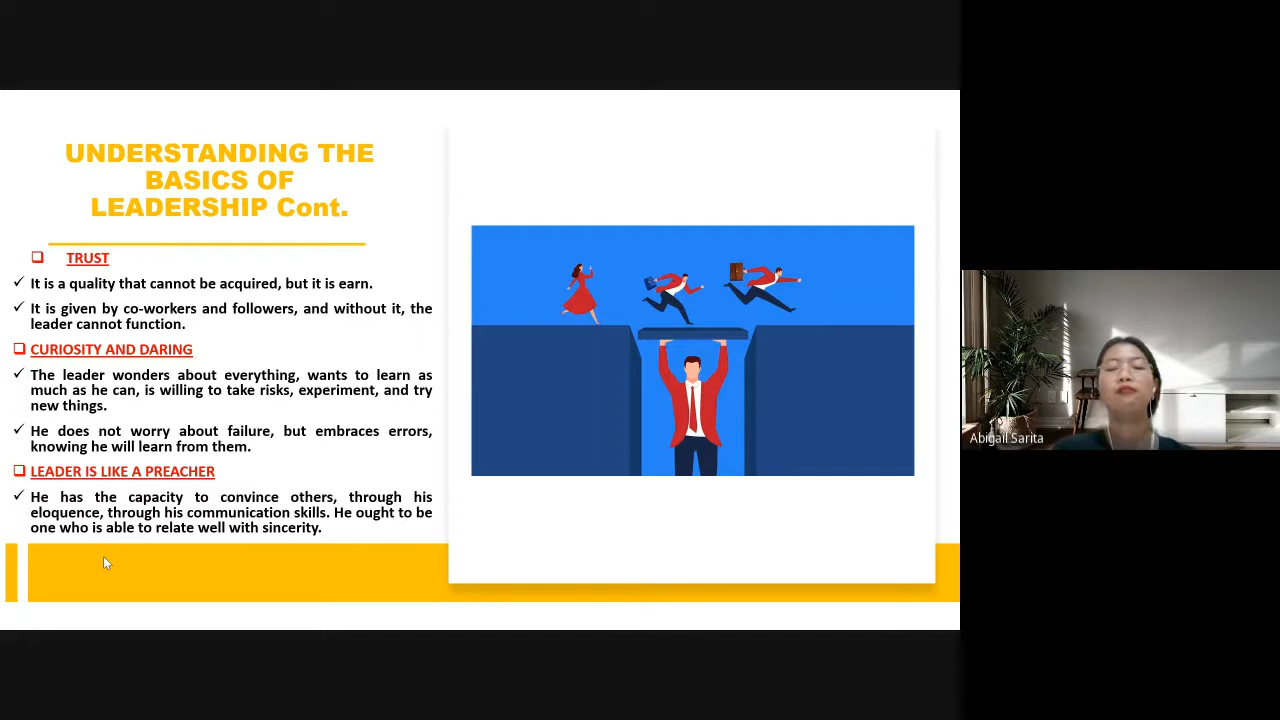 UNDERSTANDING THE
BASICS OF
LEADERSHIP Cont.
TRUST
It is a quality that cannot be acquired, but it is earn.
It is given by co-workers and followers, and without it, the
leader cannot function.
CURIOSITY AND DARING
The leader wonders about everything, wants to learn as
much as he can, is willing to take risks, experiment, and try
new things.
He does not worry about failure, but embraces errors,
knowing he will learn from them.
LEADER IS LIKE A PREACHER
He has the capacity to convince others, through his
eloquence, through his communication skills. He ought to be
one who is able to relate well with sincerity.
Abigail Sarita